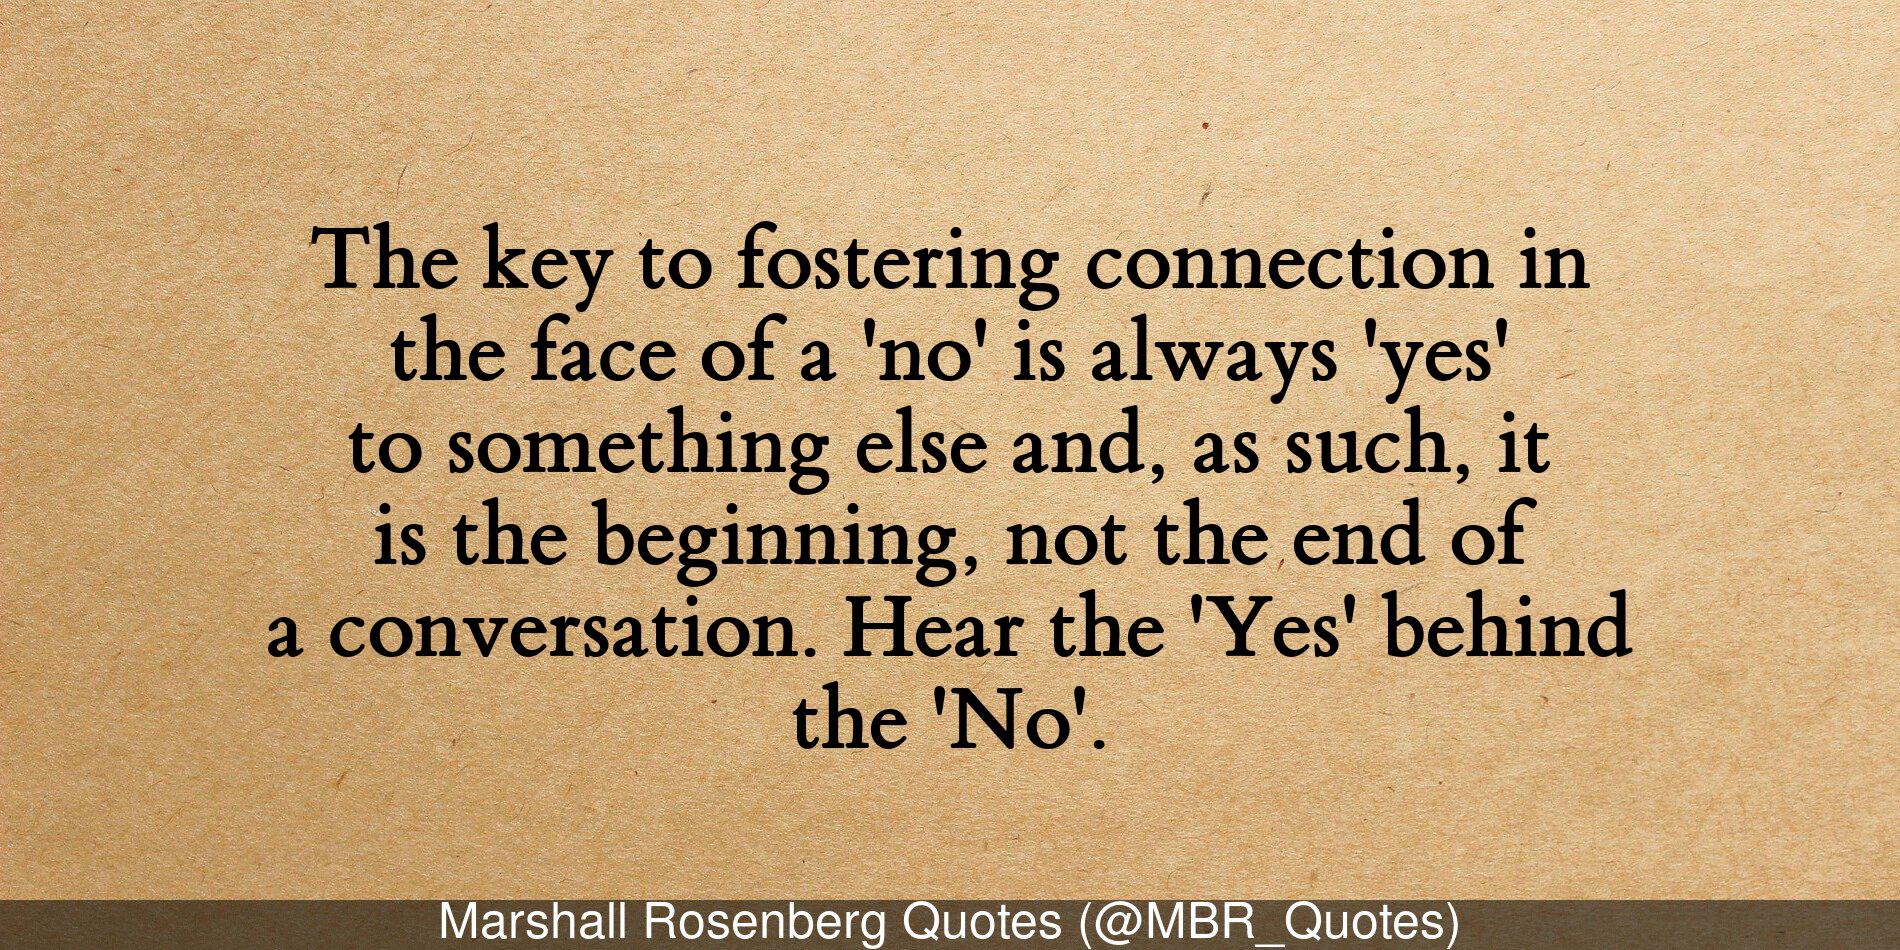 The key to fostering connection in
the face of a 'no' is always 'yes'
to something else and, as such, it
is the beginning, not the end of
a conversation. Hear the 'Yes' behind
the 'No'.
Marshall Rosenberg Quotes (@MBR_Quotes)